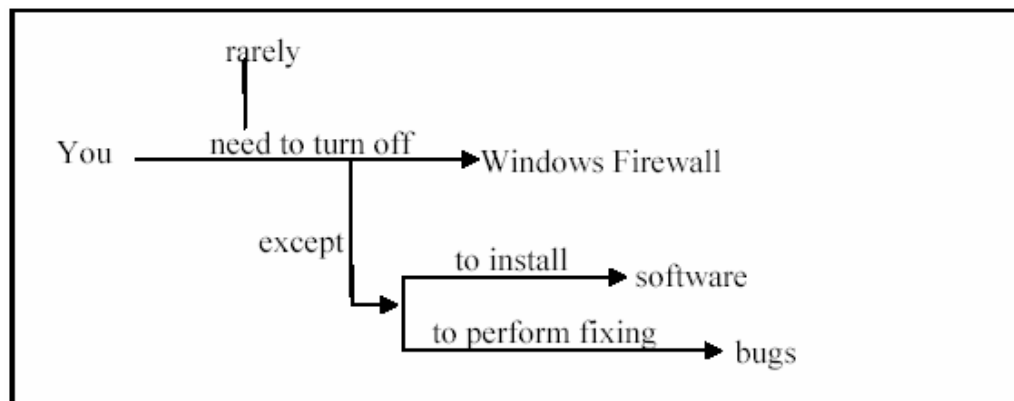 rarely
You need to turn off Windows Firewall
except
to install software
to perform fixing bugs